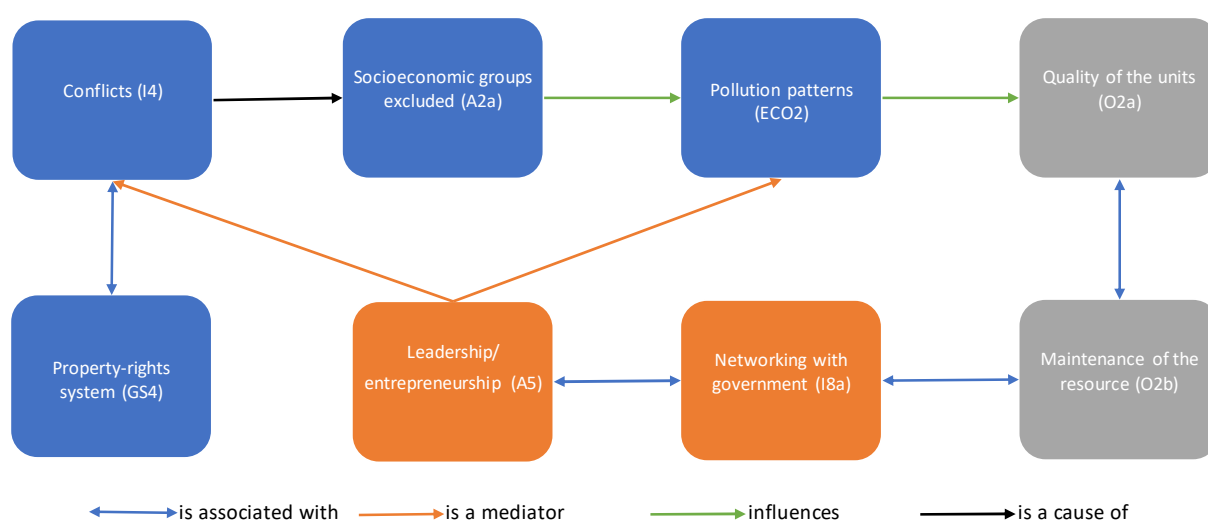 Conflicts (I4)
Socioeconomic groups
excluded (A2a)
Pollution patterns
(ECO2)
Quality of the units
(O2a)
Property-rights
system (GS4)
Leadership/
entrepreneurship (A5)
Networking with
government (I8a)
Maintenance of the
resource (O2b)
is associated with
is a mediator
influences
is a cause of